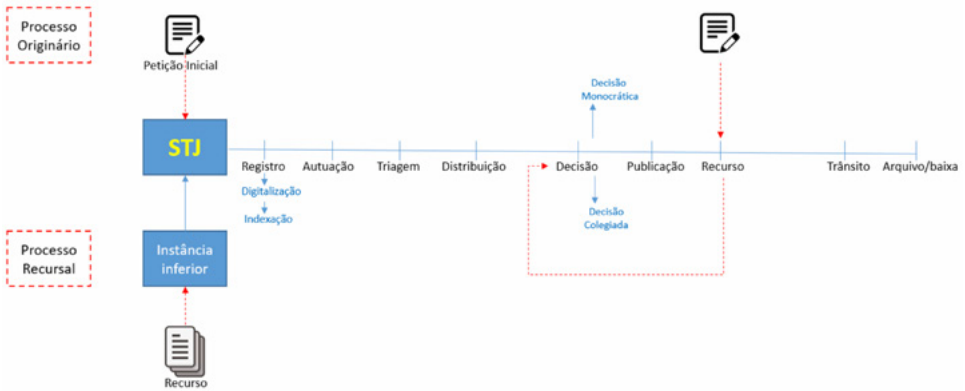 Processo
Originário
Petição Inicial
Decisão
Monocrática
STJ
Registro
Autuação
Triagem
Distribuição
Decisão
Publicação
Recurso
Trânsito
Arquivo/baixa
Digitalização
Indexação
Decisão
Colegiada
Processo
Recursal
Instância
inferior
Recurso